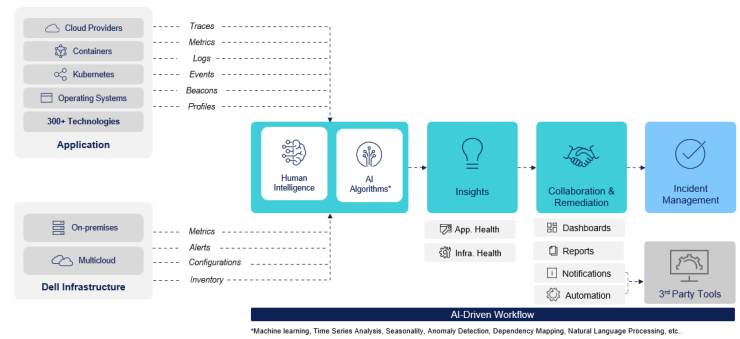 Cloud Providers
Containers
Kubernetes
Operating Systems
300+ Technologies
Application
Traces
Metrics
Logs
Events
Beacons
Profiles
On-premises
Multicloud
Dell Infrastructure
Metrics
Alerts
Configurations
Inventory
Human
Intelligence
AI
Algorithms*
Insights
Collaboration &
Remediation
Incident
Management
App. Health
Infra. Health
Dashboards
Reports
Notifications
Automation
3rd Party Tools
AI-Driven Workflow
*Machine learning, Time Series Analysis, Seasonality, Anomaly Detection, Dependency Mapping, Natural Language Processing, etc..